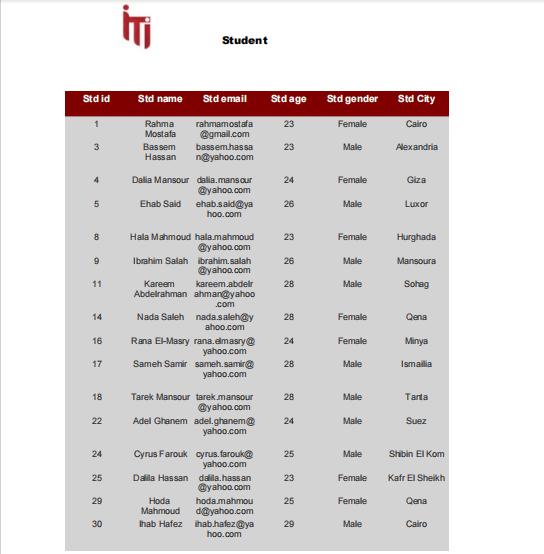 iTi
Student
Std id Std name Std email Std age Std gender Std City
1 Rahma rahmamostafa 23 Female Cairo
Mostafa @gmail.com
3 Bassem bassem.hassa 23 Male Alexandria
Hassan n@yahoo.com
4 Dalia Mansour dalia.mansour 24 Female Giza
@yahoo.com
5 Ehab Said ehab.said@ya 26 Male Luxor
hoo.com
8 Hala Mahmoud hala.mahmoud 23 Female Hurghada
@yahoo.com
9 Ibrahim Salah ibrahim.salah 26 Male Mansoura
@yahoo.com
11 Kareem kareem.abdelr 28 Male Sohag
Abdelrahman ahman@yahoo
.com
14 Nada Saleh nada.saleh@y 28 Female Qena
ahoo.com
16 Rana El-Masry rana.elmasry@ 24 Female Minya
yahoo.com
17 Sameh Samir sameh.samir@ 28 Male Ismailia
yahoo.com
18 Tarek Mansour tarek.mansour 28 Male Tanta
@yahoo.com
22 Adel Ghanem adel.ghanem@ 24 Male Suez
yahoo.com
24 Cyrus Farouk cyrus.farouk@ 25 Male Shibin El Kom
yahoo.com
25 Dalila Hassan dalila.hassan 23 Female Kafr El Sheikh
@yahoo.com
29 Hoda hoda.mahmou 25 Female Qena
Mahmoud d@yahoo.com
30 Ihab Hafez ihab.hafez@ya 29 Male Cairo
hoo.com